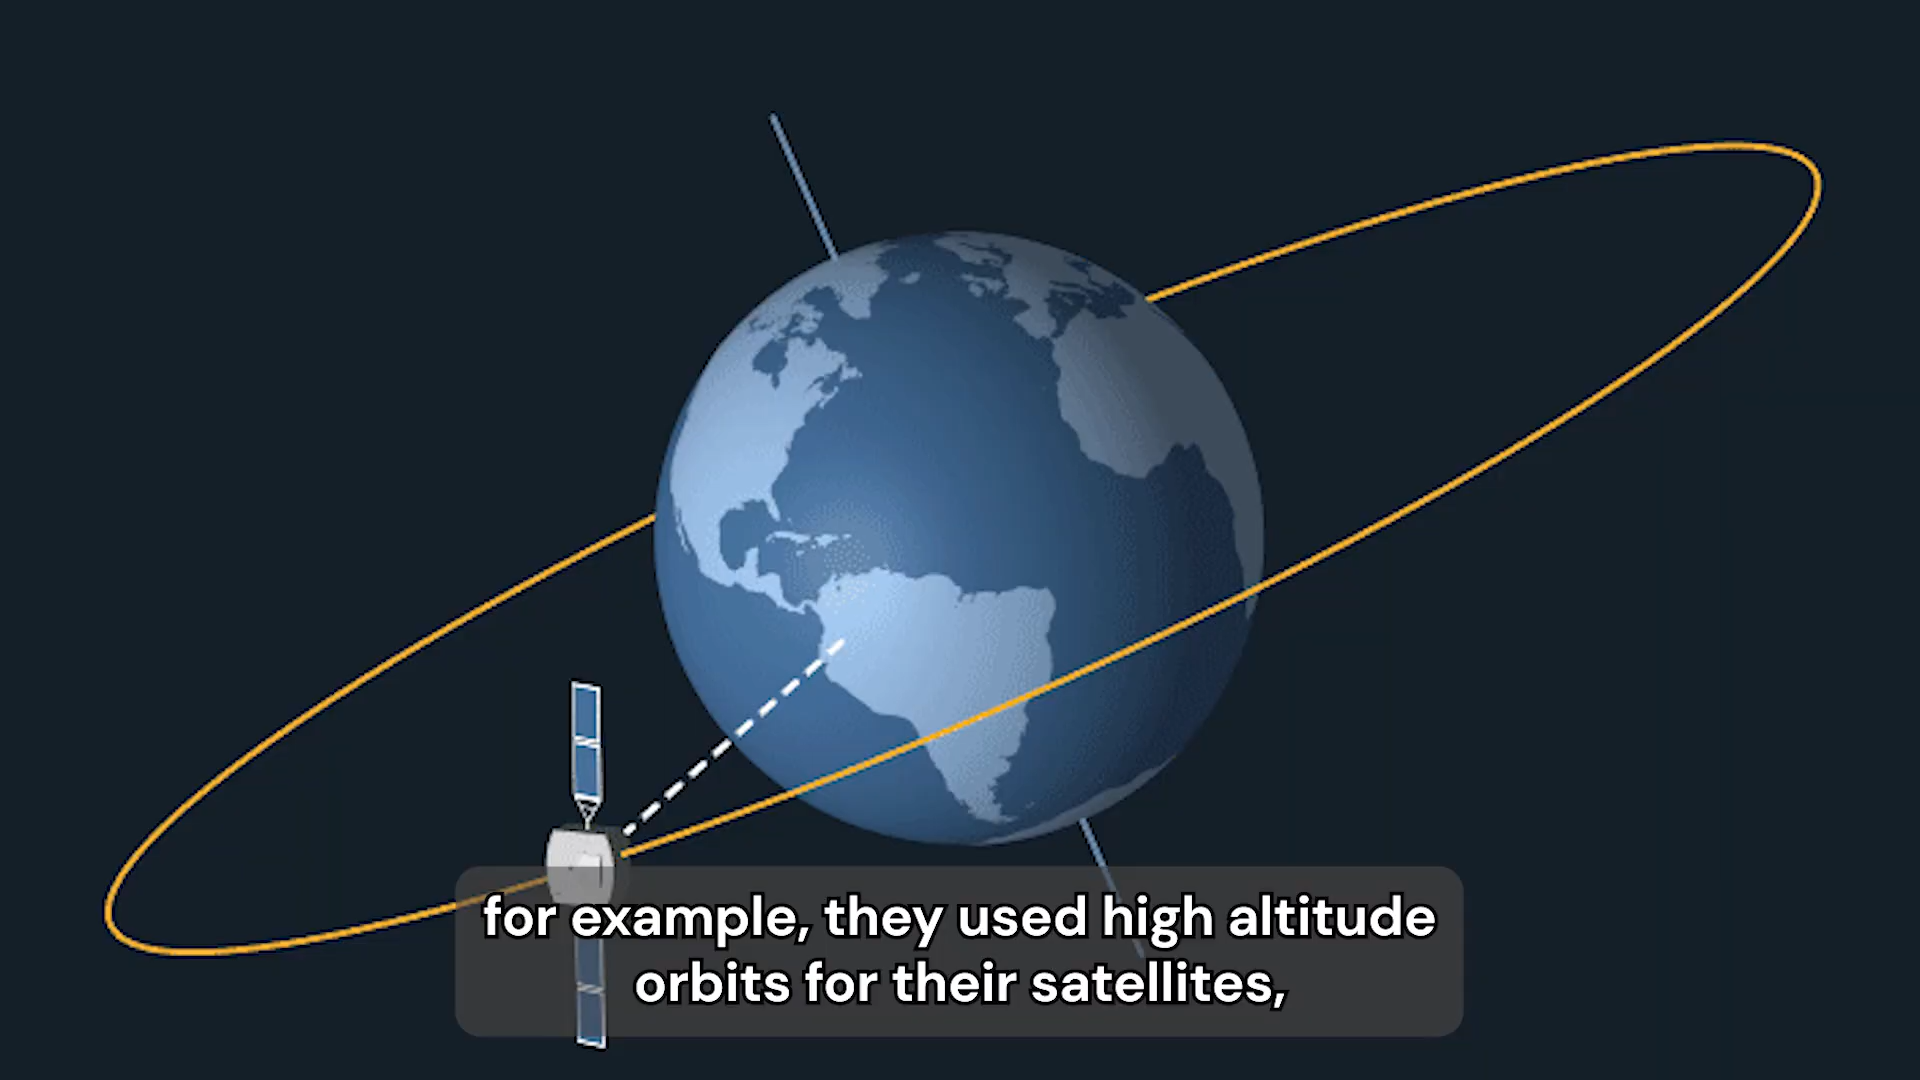 for example, they used high altitude
orbits for their satellites,